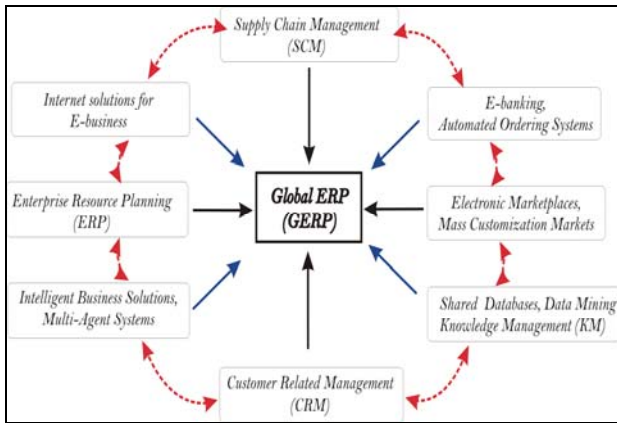 Supply Chain Management
(SCM)
Internet solutions for
E-business
E-banking,
Automated Ordering Systems
Global ERP
(GERP)
Enterprise Resource Planning
(ERP)
Electronic Marketplaces,
Mass Customization Markets
Intelligent Business Solutions,
Multi-Agent Systems
Shared Databases, Data Mining
Knowledge Management (KM)
Customer Related Management
(CRM)